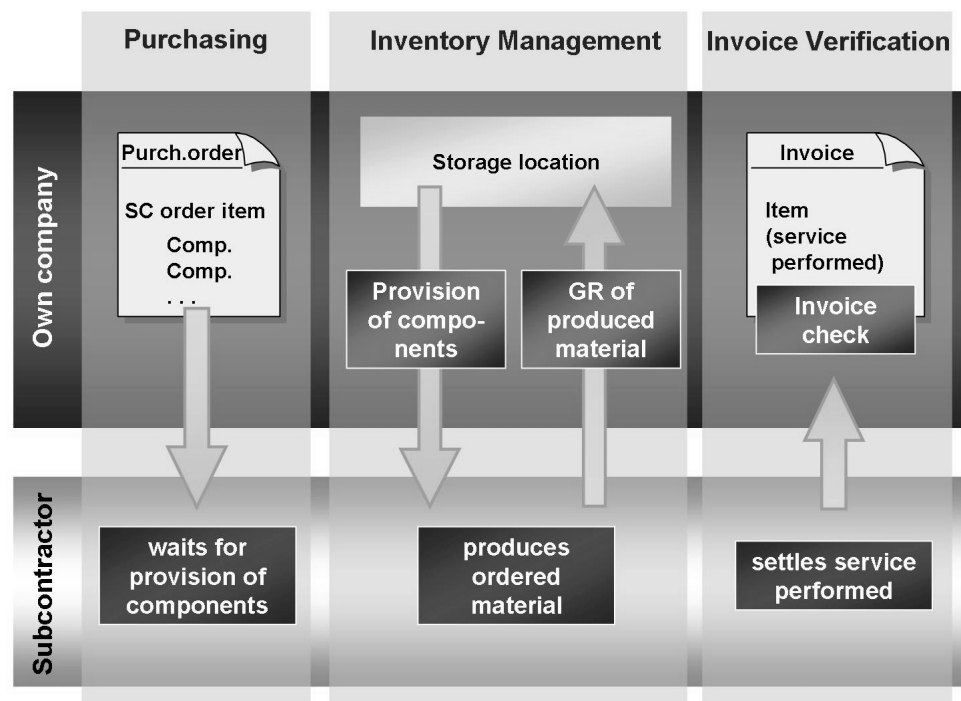 Purchasing
Inventory Management
Invoice Verification
Own company
Purch.order
SC order item
Comp.
Comp.
. . .
Storage location
Provision
of compo-
nents
GR of
produced
material
Invoice
Item
(service
performed)
Invoice
check
Subcontractor
waits for
provision of
components
produces
ordered
material
settles service
performed